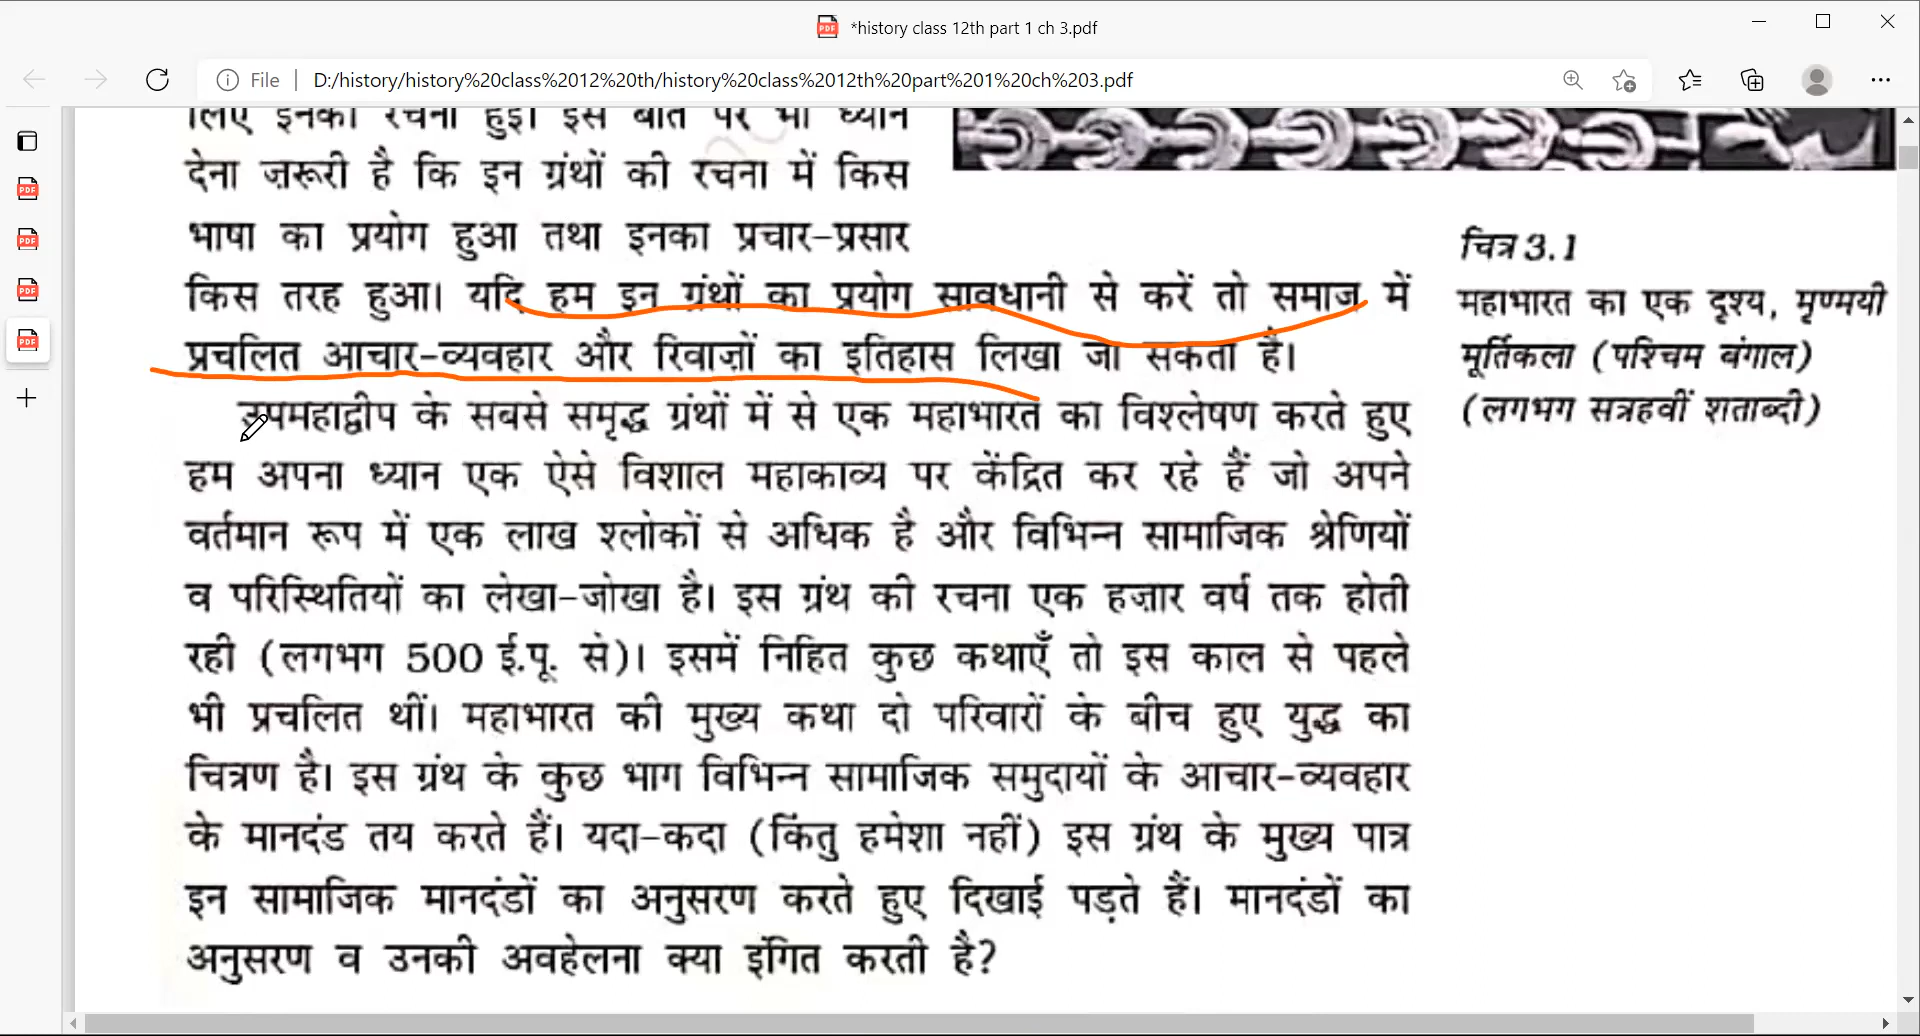 *history class 12th part 1 ch 3.pdf
File | D:/history/history%20class%2012%20th/history%20class%2012th%20part%201%20ch%203.pdf
लिए इनकी रचना हुई। इस बात पर भी ध्यान
देना ज़रूरी है कि इन ग्रंथों की रचना में किस
भाषा का प्रयोग हुआ तथा इनका प्रचार-प्रसार
किस तरह हुआ। यदि हम इन ग्रंथों का प्रयोग सावधानी से करें तो समाज में
प्रचलित आचार-व्यवहार और रिवाज़ों का इतिहास लिखा जा सकता है।
उपमहाद्वीप के सबसे समृद्ध ग्रंथों में से एक महाभारत का विश्लेषण करते हुए
हम अपना ध्यान एक ऐसे विशाल महाकाव्य पर केंद्रित कर रहे हैं जो अपने
वर्तमान रूप में एक लाख श्लोकों से अधिक है और विभिन्न सामाजिक श्रेणियों
व परिस्थितियों का लेखा-जोखा है। इस ग्रंथ की रचना एक हज़ार वर्ष तक होती
रही (लगभग 500 ई.पू. से)। इसमें निहित कुछ कथाएँ तो इस काल से पहले
भी प्रचलित थीं। महाभारत की मुख्य कथा दो परिवारों के बीच हुए युद्ध का
चित्रण है। इस ग्रंथ के कुछ भाग विभिन्न सामाजिक समुदायों के आचार-व्यवहार
के मानदंड तय करते हैं। यदा-कदा (किंतु हमेशा नहीं) इस ग्रंथ के मुख्य पात्र
इन सामाजिक मानदंडों का अनुसरण करते हुए दिखाई पड़ते हैं। मानदंडों का
अनुसरण व उनकी अवहेलना क्या इंगित करती है?
चित्र 3.1
महाभारत का एक दृश्य, मृण्मयी
मूर्तिकला (पश्चिम बंगाल)
(लगभग सत्रहवीं शताब्दी)